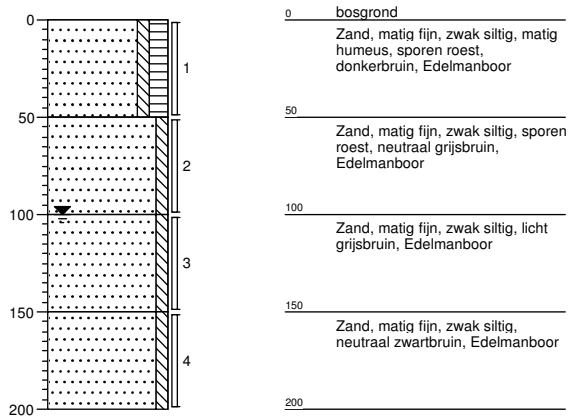 0
50
100
150
200
1
2
3
4
0 bosgrond
Zand, matig fijn, zwak siltig, matig
humeus, sporen roest,
donkerbruin, Edelmanboor
50
Zand, matig fijn, zwak siltig, sporen
roest, neutraal grijsbruin,
Edelmanboor
100
Zand, matig fijn, zwak siltig, licht
grijsbruin, Edelmanboor
150
Zand, matig fijn, zwak siltig,
neutraal zwartbruin, Edelmanboor
200